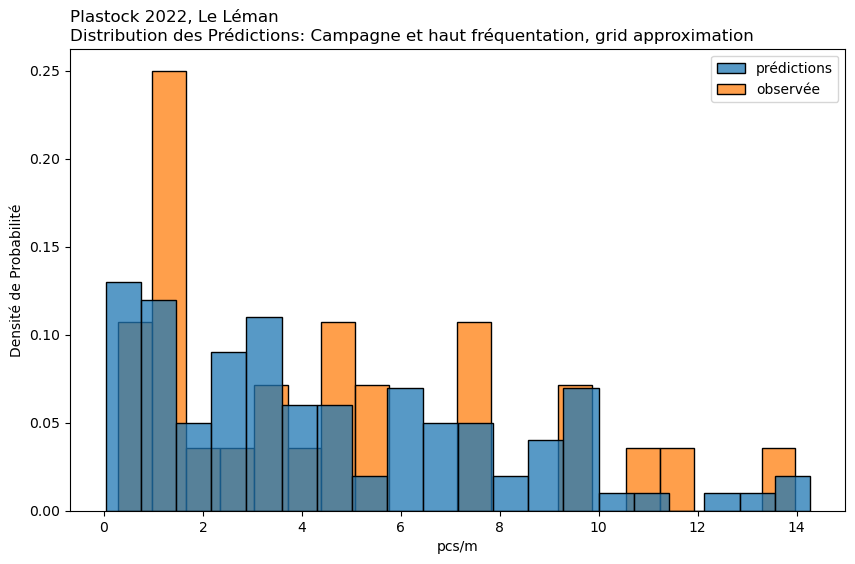 Plastock 2022, Le Léman
Distribution des Prédictions: Campagne et haut fréquentation, grid approximation
prédictions
observée
Densité de Probabilité
0.25
0.20
0.15
0.10
0.05
0.00
0 2 4 6 8 10 12 14
pcs/m